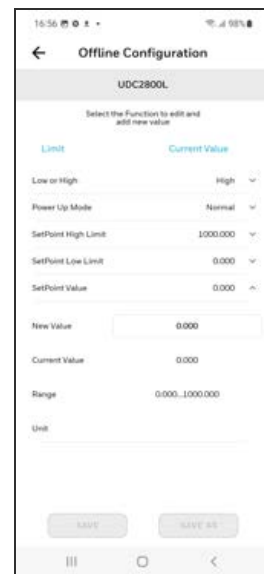 16:56 98%
Offline Configuration
UDC2800L
Select the Function to edit and
add new value
Limit Current Value
Low or High High
Power Up Mode Normal
SetPoint High Limit 1000.000
SetPoint Low Limit 0.000
SetPoint Value 0.000
New Value 0.000
Current Value 0.000
Range 0.000...1000.000
Unit
SAVE SAVE AS